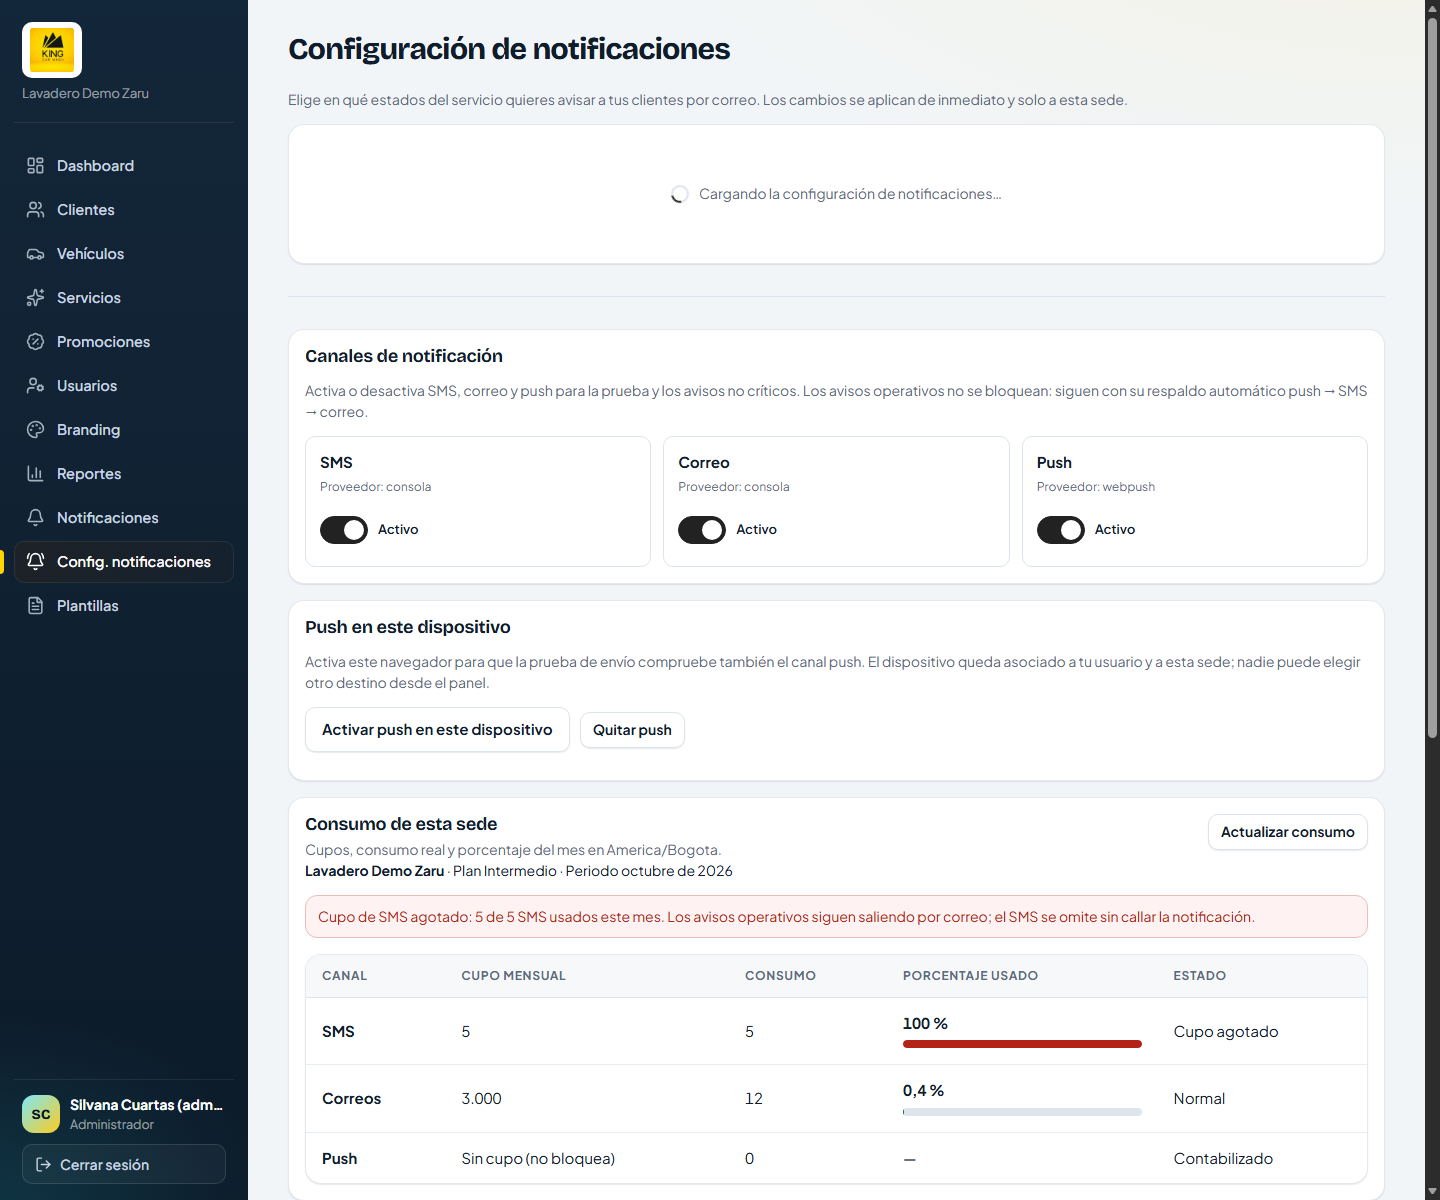 KING
Lavadero Demo Zaru
Dashboard
Clientes
Vehículos
Servicios
Promociones
Usuarios
Branding
Reportes
Notificaciones
Config. notificaciones
Plantillas
SC
Silvana Cuartas (adm...
Administrador
Cerrar sesión
Configuración de notificaciones
Elige en qué estados del servicio quieres avisar a tus clientes por correo. Los cambios se aplican de inmediato y solo a esta sede.
Cargando la configuración de notificaciones...
Canales de notificación
Activa o desactiva SMS, correo y push para la prueba y los avisos no críticos. Los avisos operativos no se bloquean: siguen con su respaldo automático push → SMS
→ correo.
SMS
Proveedor: consola
Activo
Correo
Proveedor: consola
Activo
Push
Proveedor: webpush
Activo
Push en este dispositivo
Activa este navegador para que la prueba de envío compruebe también el canal push. El dispositivo queda asociado a tu usuario y a esta sede; nadie puede elegir
otro destino desde el panel.
Activar push en este dispositivo
Quitar push
Consumo de esta sede
Actualizar consumo
Cupos, consumo real y porcentaje del mes en America/Bogota.
Lavadero Demo Zaru · Plan Intermedio · Periodo octubre de 2026
Cupo de SMS agotado: 5 de 5 SMS usados este mes. Los avisos operativos siguen saliendo por correo; el SMS se omite sin callar la notificación.
CANAL CUPO MENSUAL CONSUMO PORCENTAJE USADO ESTADO
SMS 5 5 100 % Cupo agotado
Correos 3.000 12 0,4 % Normal
Push Sin cupo (no bloquea) 0 — Contabilizado